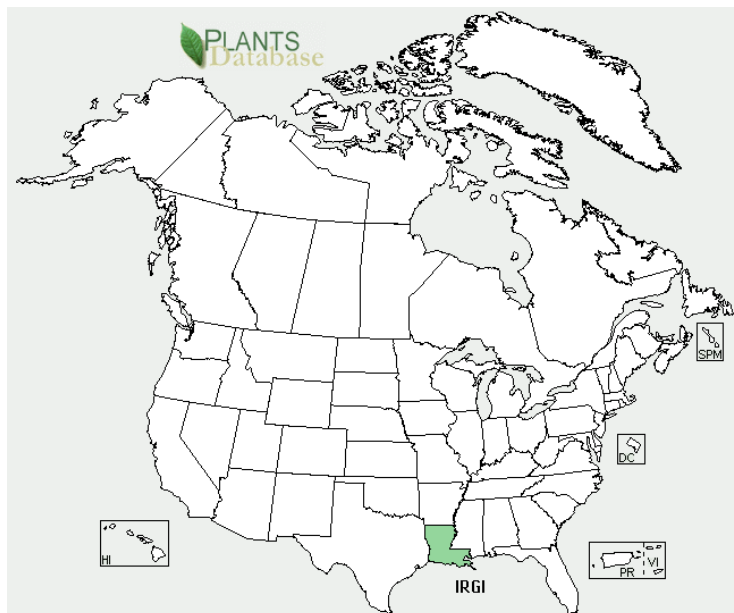 PLANTS
Database
SPM
DC
HI
PR
VI
IRGI